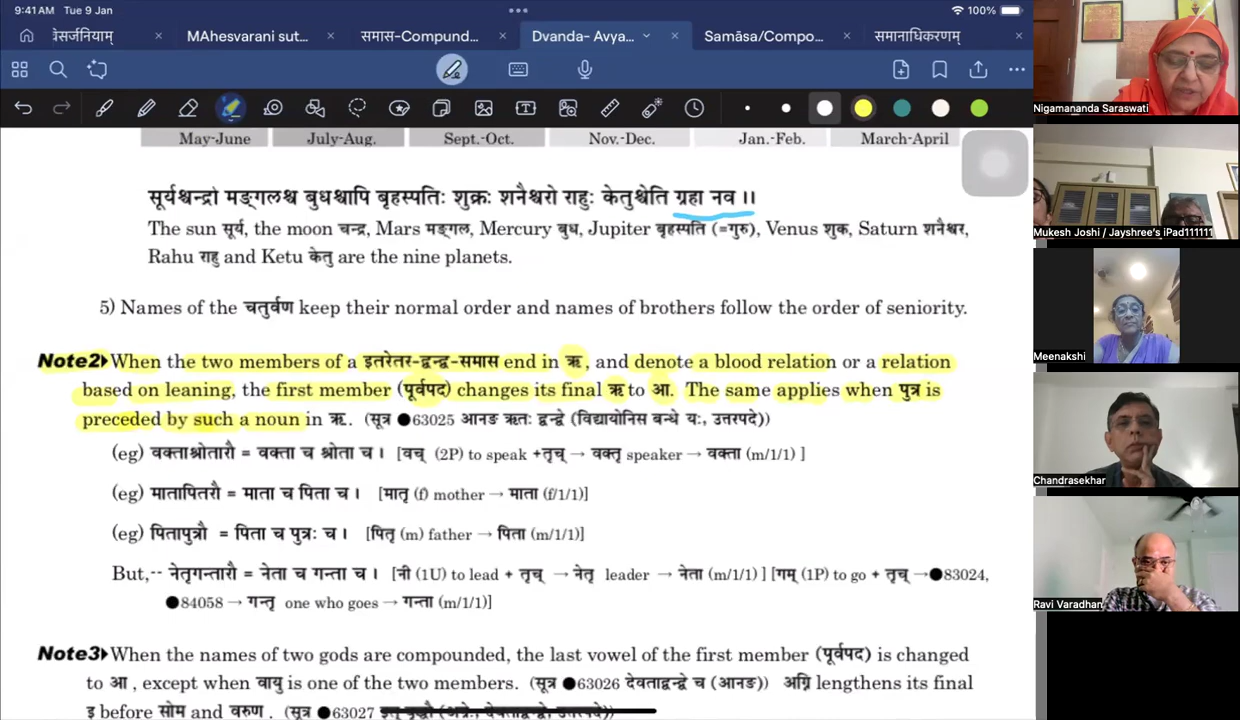 9:41 AM Tue 9 Jan
100%
वेसर्जनियाम् MAhesvarani sut... समास-Compund... Dvanda- Avya... Samāsa/Compo... समानाधिकरणम्
May-June July-Aug. Sept.-Oct. Nov.-Dec. Jan.-Feb. March-April
सूर्यश्चन्द्रो मङ्गलश्च बुधश्चापि बृहस्पतिः शुक्रः शनैश्चरो राहुः केतुश्चेति ग्रहा नव ।।
The sun सूर्य, the moon चन्द्र, Mars मङ्गल, Mercury बुध, Jupiter बृहस्पति (=गुरु), Venus शुक्र, Saturn शनैश्चर,
Rahu राहु and Ketu केतु are the nine planets.
5) Names of the चतुर्वण keep their normal order and names of brothers follow the order of seniority.
Note2 When the two members of a इतरेतर-द्वन्द्व-समास end in ऋ, and denote a blood relation or a relation
based on leaning, the first member (पूर्वपद) changes its final ऋ to आ. The same applies when पुत्र is
preceded by such a noun in ऋ. (सूत्र ●63025 आनङ ऋतः द्वन्द्वे (विद्यायोनिस बन्धे यः, उत्तरपदे))
(eg) वक्ताश्रोतारौ = वक्ता च श्रोता च। [वच् (2P) to speak +तृच् → वक्तृ speaker → वक्ता (m/1/1) ]
(eg) मातापितरौ = माता च पिता च। [मातृ (f) mother → माता (f/1/1)]
(eg) पितापुत्रौ = पिता च पुत्रः च। [पितृ (m) father → पिता (m/1/1)]
But,-- नेतृगन्तारौ = नेता च गन्ता च। [नी (1U) to lead + तृच् → नेतृ leader → नेता (m/1/1) ] [गम् (1P) to go + तृच् →●83024,
●84058 → गन्तृ one who goes → गन्ता (m/1/1)]
Note3 When the names of two gods are compounded, the last vowel of the first member (पूर्वपद) is changed
to आ, except when वायु is one of the two members. (सूत्र ●63026 देवताद्वन्द्वे च (आनङ)) अग्नि lengthens its final
इ before सोम and वरुण. (सूत्र ●63027
Nigamananda Saraswati
Mukesh Joshi / Jayshree's iPad111111
Meenakshi
Chandrasekhar
Ravi Varadhan